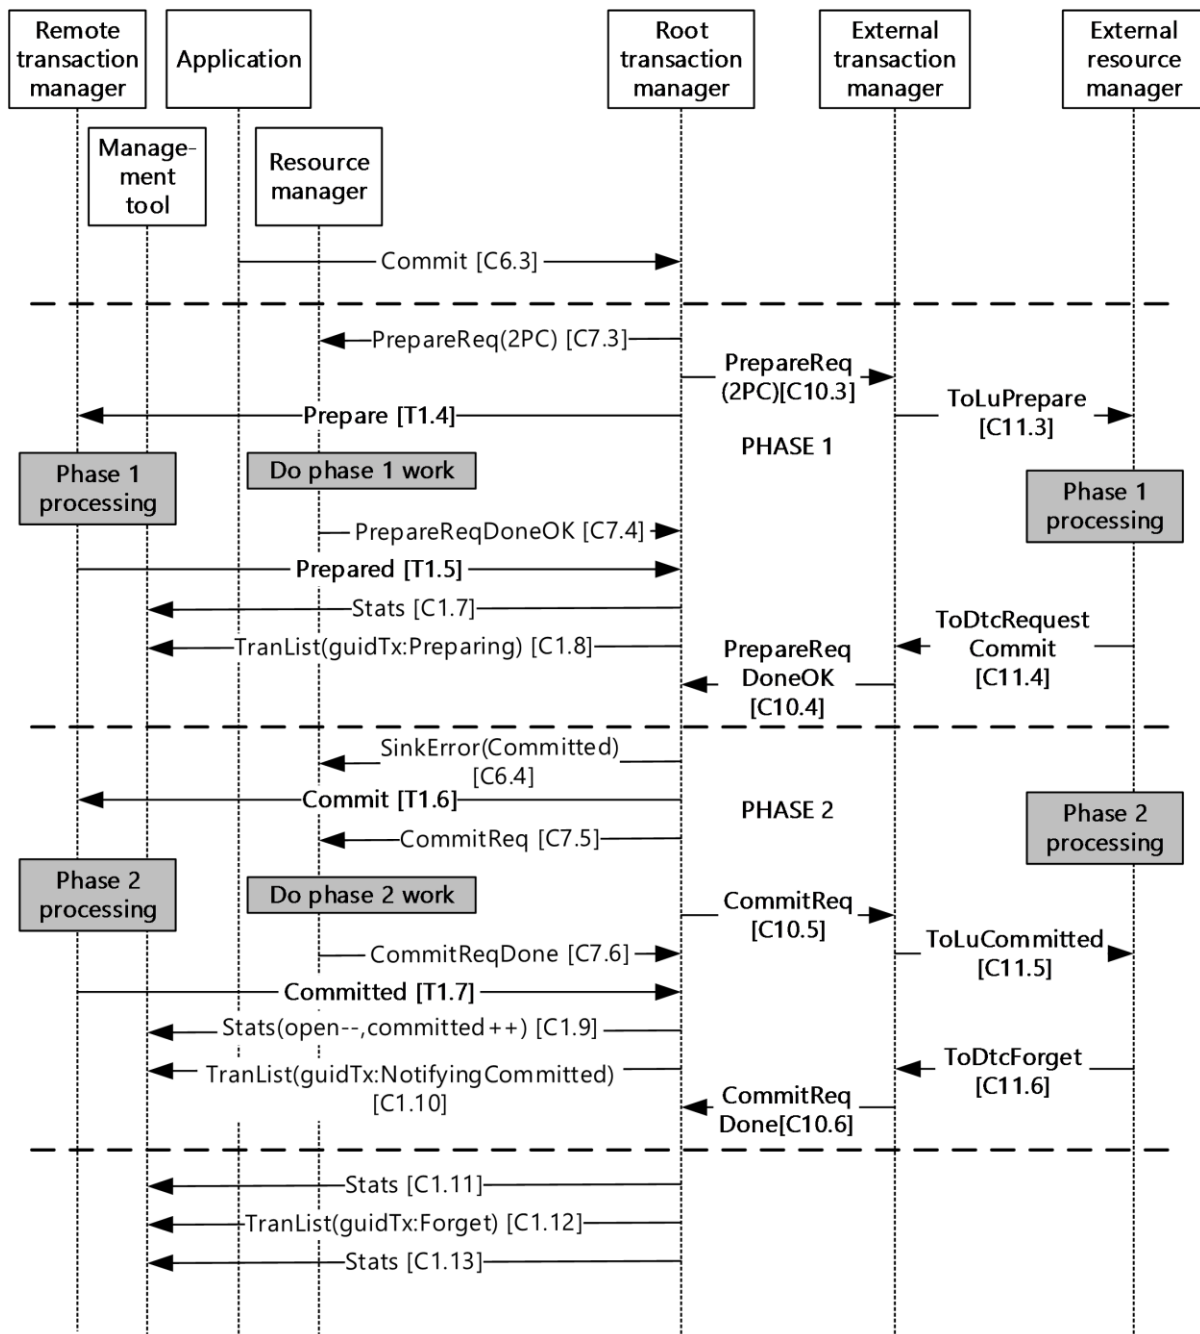 Remote
transaction
manager
Application
Root
transaction
manager
External
transaction
manager
External
resource
manager
Manage-
ment
tool
Resource
manager
Commit [C6.3]
PrepareReq(2PC) [C7.3]
PrepareReq
(2PC)[C10.3]
Prepare [T1.4]
ToLuPrepare
[C11.3]
PHASE 1
Phase 1
processing
Do phase 1 work
Phase 1
processing
PrepareReqDoneOK [C7.4]
Prepared [T1.5]
Stats [C1.7]
ToDtcRequest
Commit
[C11.4]
TranList(guidTx:Preparing) [C1.8]
PrepareReq
DoneOK
[C10.4]
SinkError(Committed)
[C6.4]
Commit [T1.6]
PHASE 2
Phase 2
processing
CommitReq [C7.5]
Phase 2
processing
Do phase 2 work
CommitReq
[C10.5]
CommitReqDone [C7.6]
ToLuCommitted
[C11.5]
Committed [T1.7]
Stats(open--,committed++) [C1.9]
ToDtcForget
[C11.6]
TranList(guidTx:NotifyingCommitted)
[C1.10]
CommitReq
Done[C10.6]
Stats [C1.11]
TranList(guidTx:Forget) [C1.12]
Stats [C1.13]